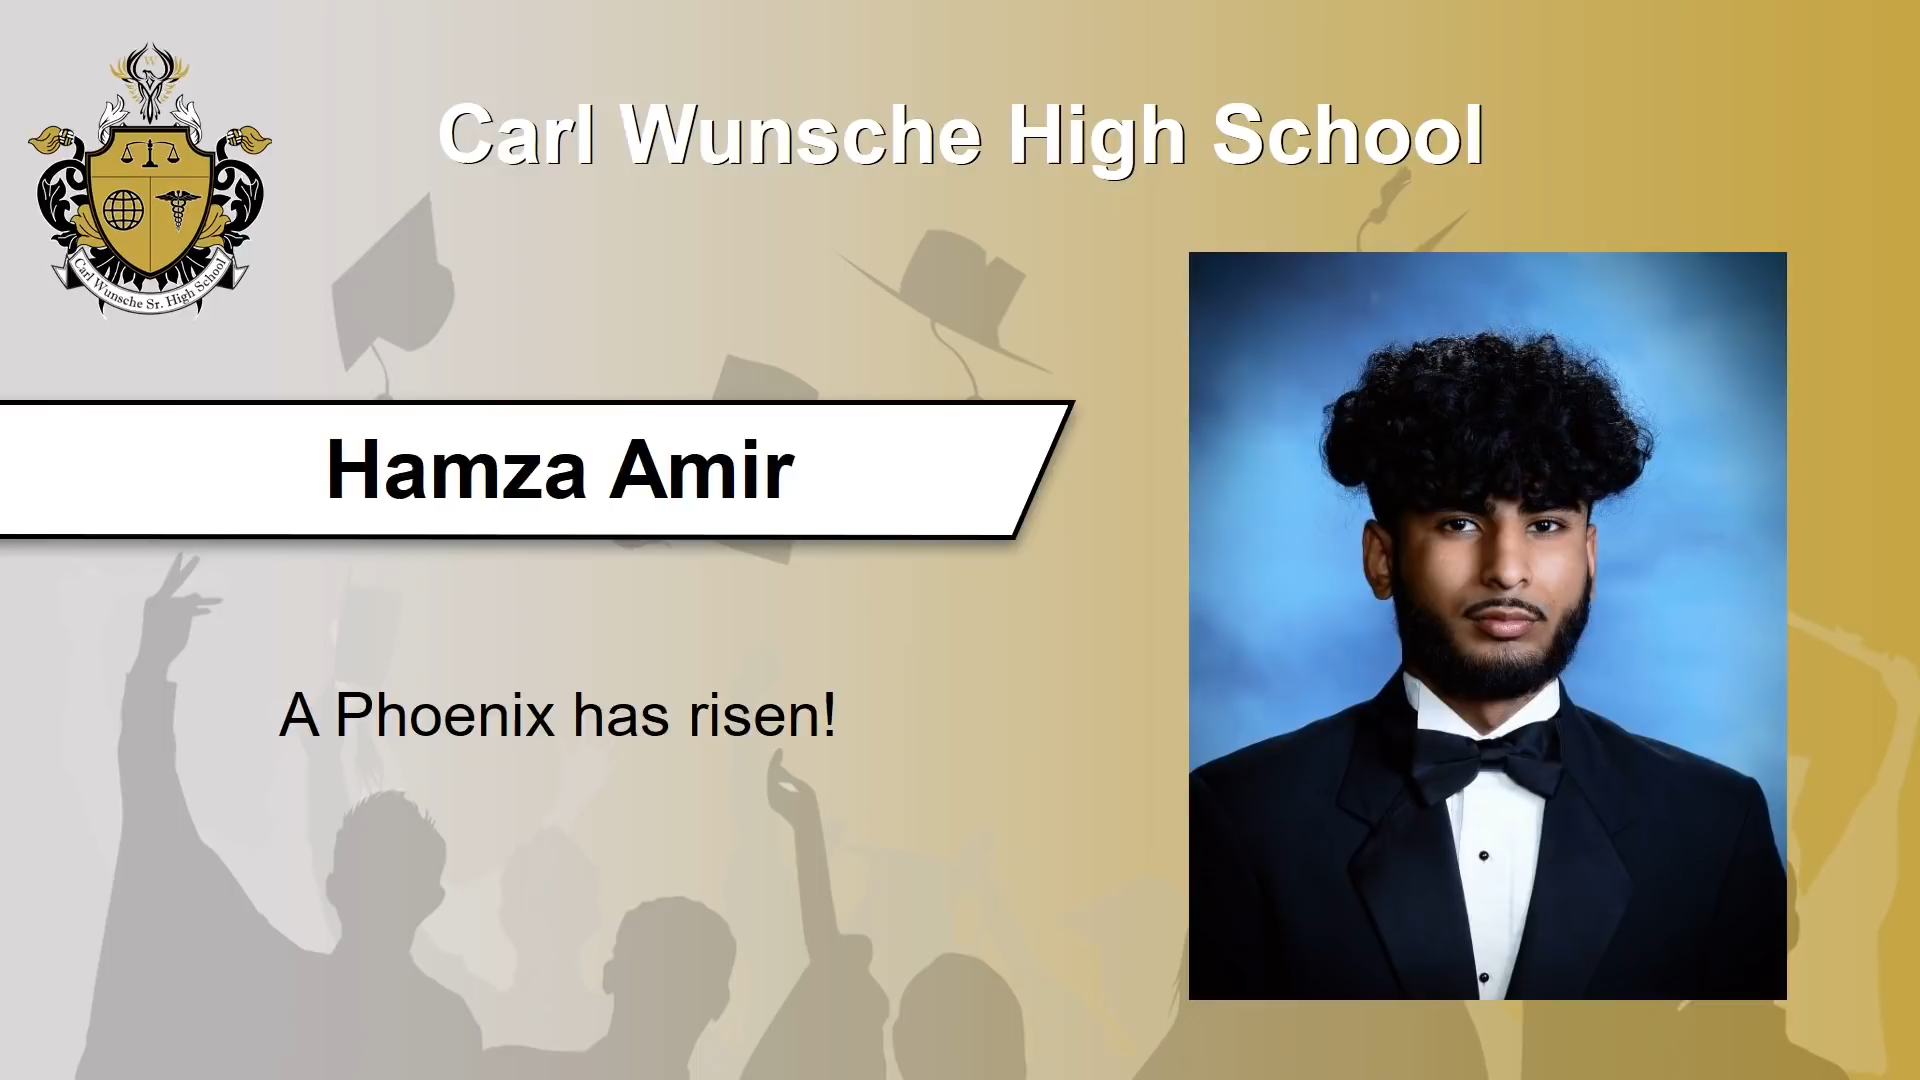 W
Carl Wunsche Sr. High School
Carl Wunsche High School
Hamza Amir
A Phoenix has risen!